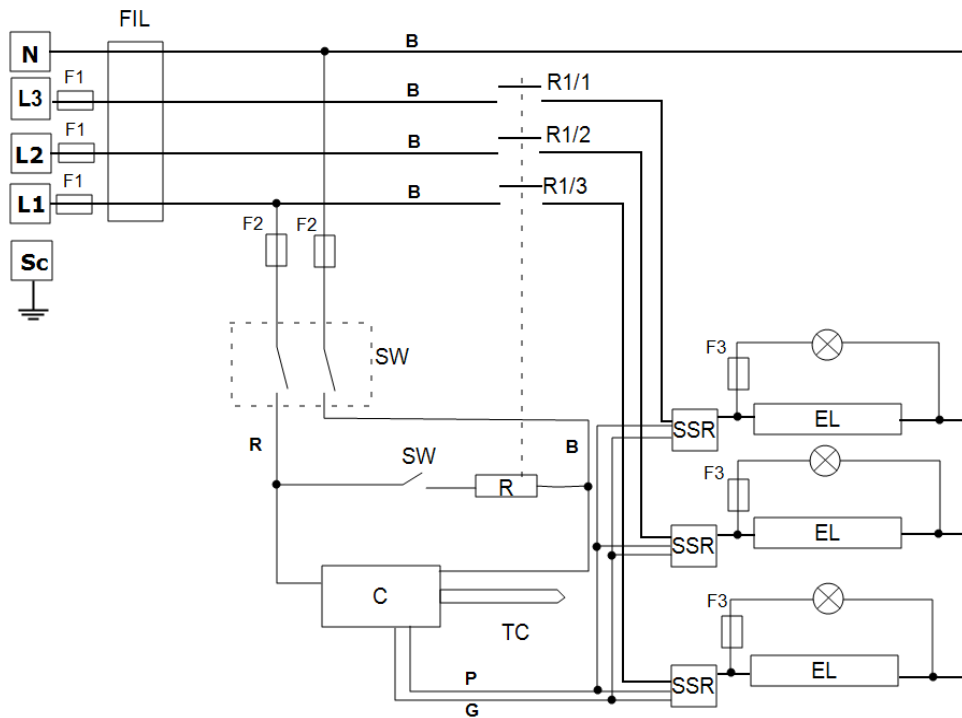 FIL
N
B
F1
L3
B
R1/1
F1
L2
B
R1/2
F1
L1
B
R1/3
F2
F2
Sc
SW
F3
SSR
EL
R
B
SW
R
F3
SSR
EL
C
TC
F3
P
G
SSR
EL